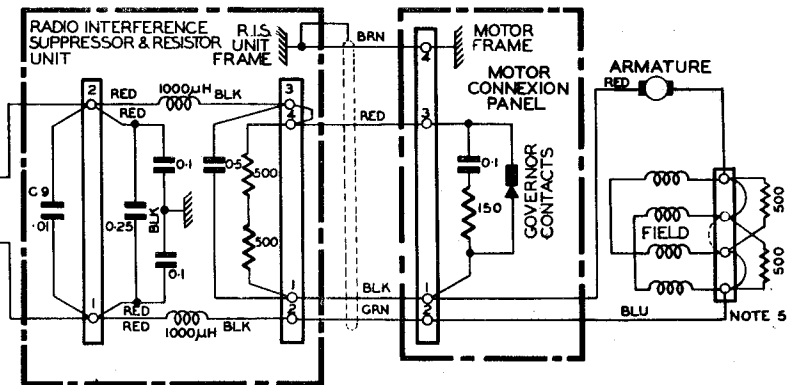 RADIO INTERFERENCE
SUPPRESSOR & RESISTOR
UNIT
R.I.S.
UNIT
FRAME
BRN
MOTOR
FRAME
MOTOR
CONNEXION
PANEL
ARMATURE
RED
2
RED
1000µH
BLK
3
4
RED
4
3
RED
C9
.01
0.25
0.1
BLK
0.1
0.5
500
500
0.1
150
GOVERNOR
CONTACTS
FIELD
500
500
1
RED
RED
1000µH
BLK
1
2
BLK
GRN
1
2
BLU
NOTE 5